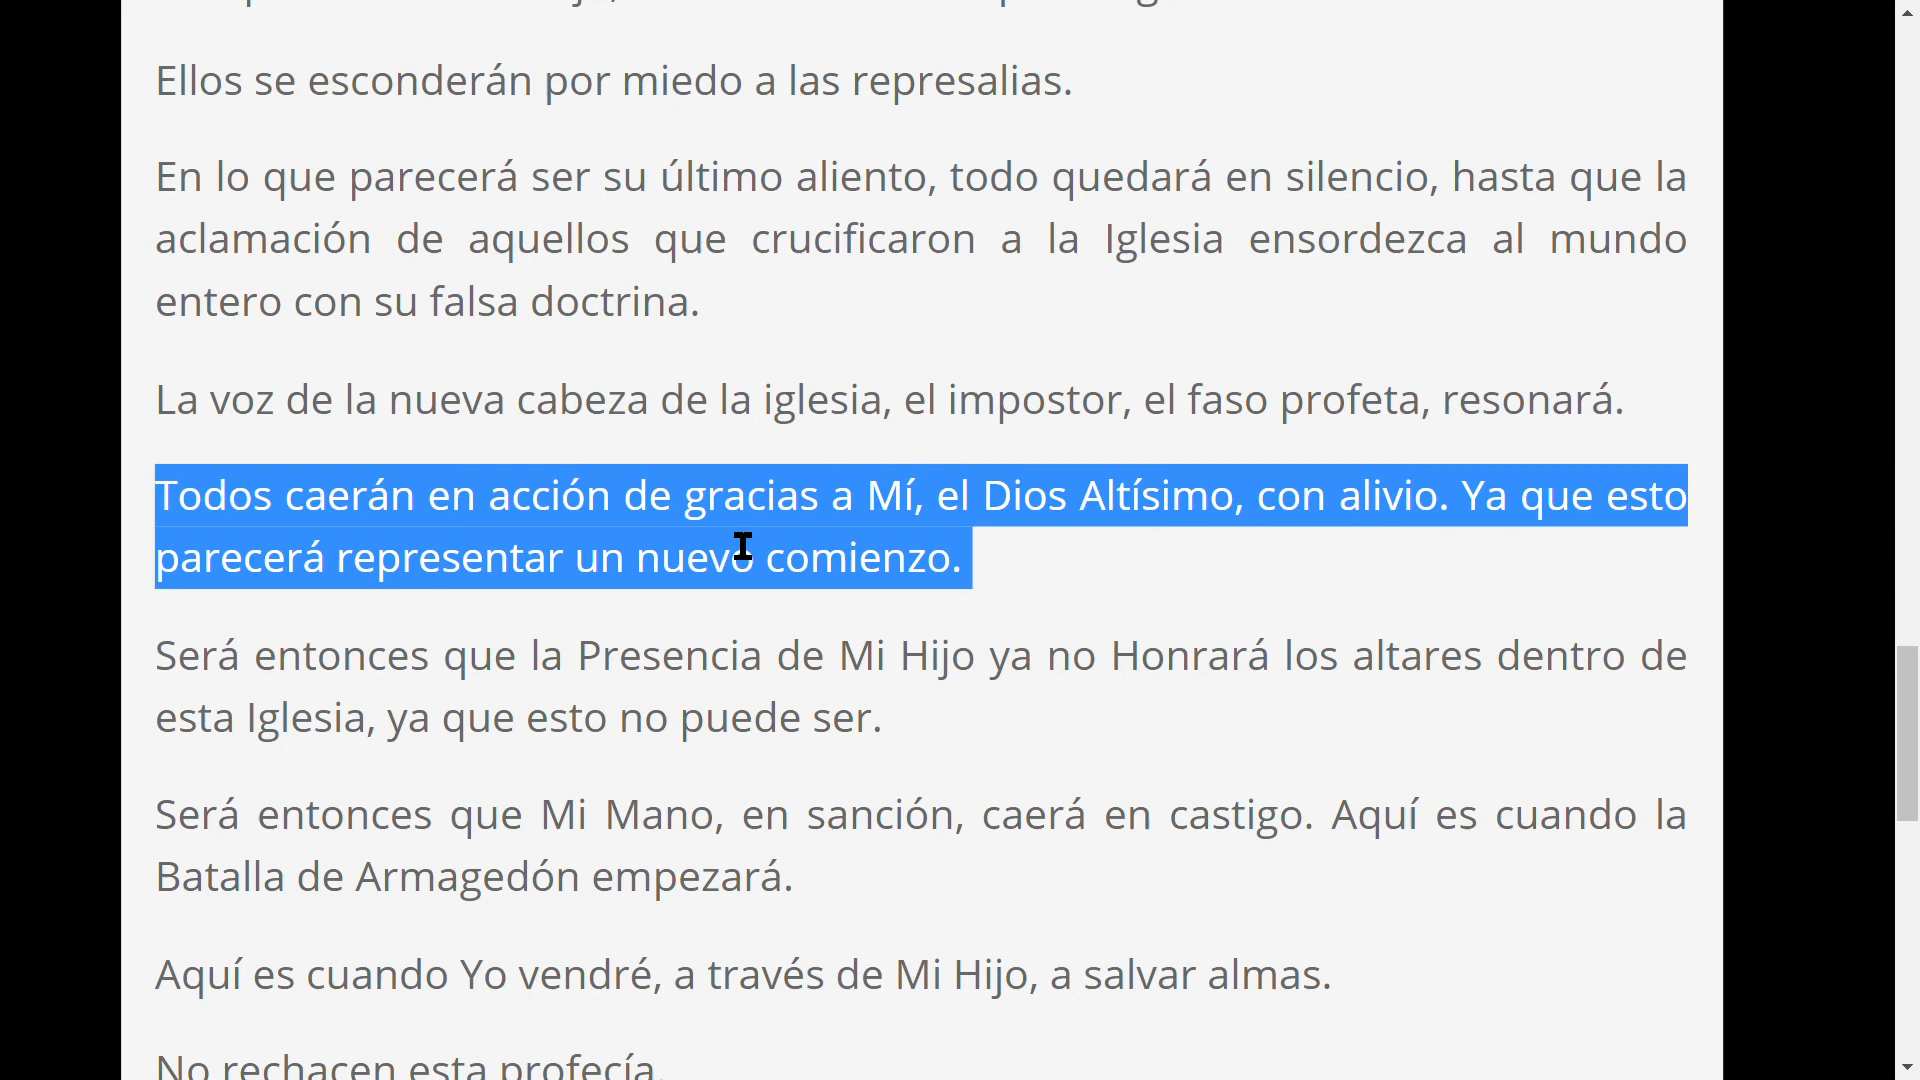 Ellos se esconderán por miedo a las represalias.
En lo que parecerá ser su último aliento, todo quedará en silencio, hasta que la
aclamación de aquellos que crucificaron a la Iglesia ensordezca al mundo
entero con su falsa doctrina.
La voz de la nueva cabeza de la iglesia, el impostor, el faso profeta, resonará.
Todos caerán en acción de gracias a Mí, el Dios Altísimo, con alivio. Ya que esto
parecerá representar un nuevo comienzo.
Será entonces que la Presencia de Mi Hijo ya no Honrará los altares dentro de
esta Iglesia, ya que esto no puede ser.
Será entonces que Mi Mano, en sanción, caerá en castigo. Aquí es cuando la
Batalla de Armagedón empezará.
Aquí es cuando Yo vendré, a través de Mi Hijo, a salvar almas.
No rechacen esta profecía.